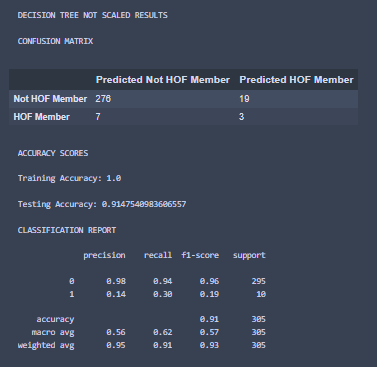 DECISION TREE NOT SCALED RESULTS
CONFUSION MATRIX
Predicted Not HOF Member Predicted HOF Member
Not HOF Member 276 19
HOF Member 7 3
ACCURACY SCORES
Training Accuracy: 1.0
Testing Accuracy: 0.9147540983606557
CLASSIFICATION REPORT
precision recall f1-score support
0 0.98 0.94 0.96 295
1 0.14 0.30 0.19 10
accuracy 0.91 305
macro avg 0.56 0.62 0.57 305
weighted avg 0.95 0.91 0.93 305